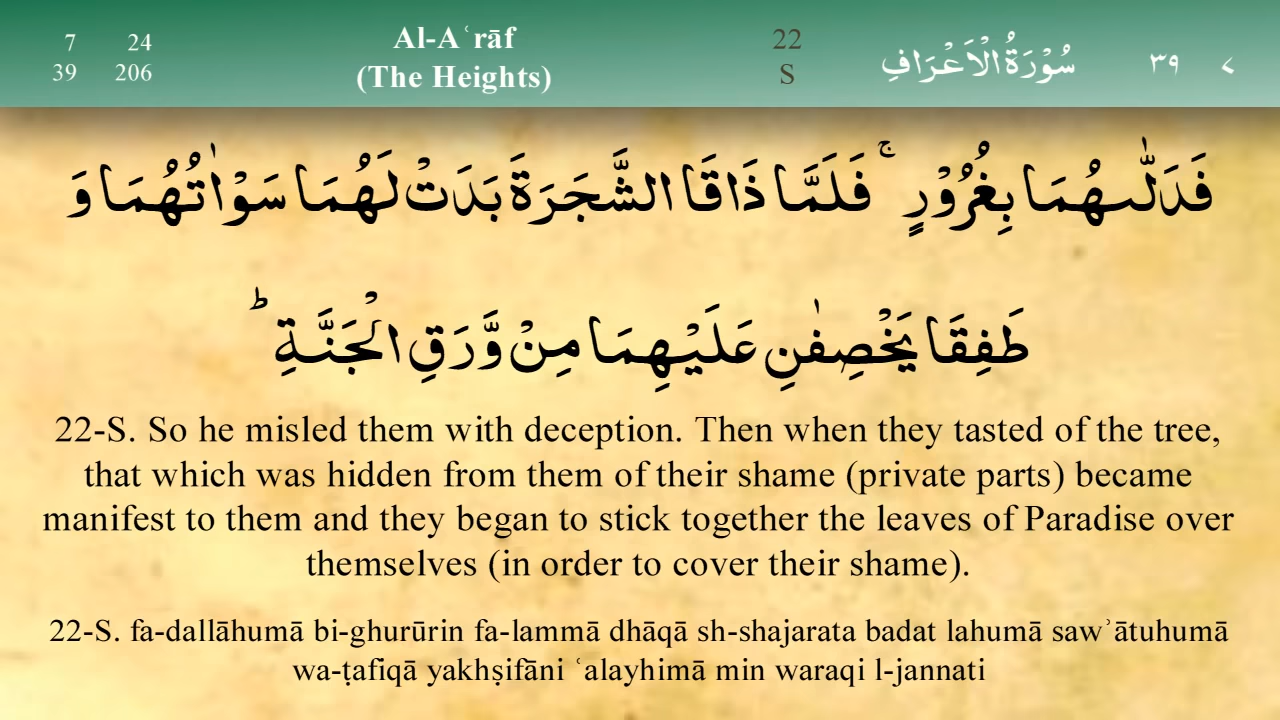 7 24
39 206
Al-Aʿrāf
(The Heights)
22
S
سُوْرَةُ الْاَعْرَافِ ٣٩ ٧
فَدَلّٰىهُمَا بِغُرُوْرٍ ۚ فَلَمَّا ذَاقَا الشَّجَرَةَ بَدَتْ لَهُمَا سَوْاٰتُهُمَا وَ
طَفِقَا يَخْصِفٰنِ عَلَيْهِمَا مِنْ وَّرَقِ الْجَنَّةِ ؕ
22-S. So he misled them with deception. Then when they tasted of the tree,
that which was hidden from them of their shame (private parts) became
manifest to them and they began to stick together the leaves of Paradise over
themselves (in order to cover their shame).
22-S. fa-dallāhumā bi-ghurūrin fa-lammā dhāqā sh-shajarata badat lahumā sawʾātuhumā
wa-ṭafiqā yakhṣifāni ʿalayhimā min waraqi l-jannati